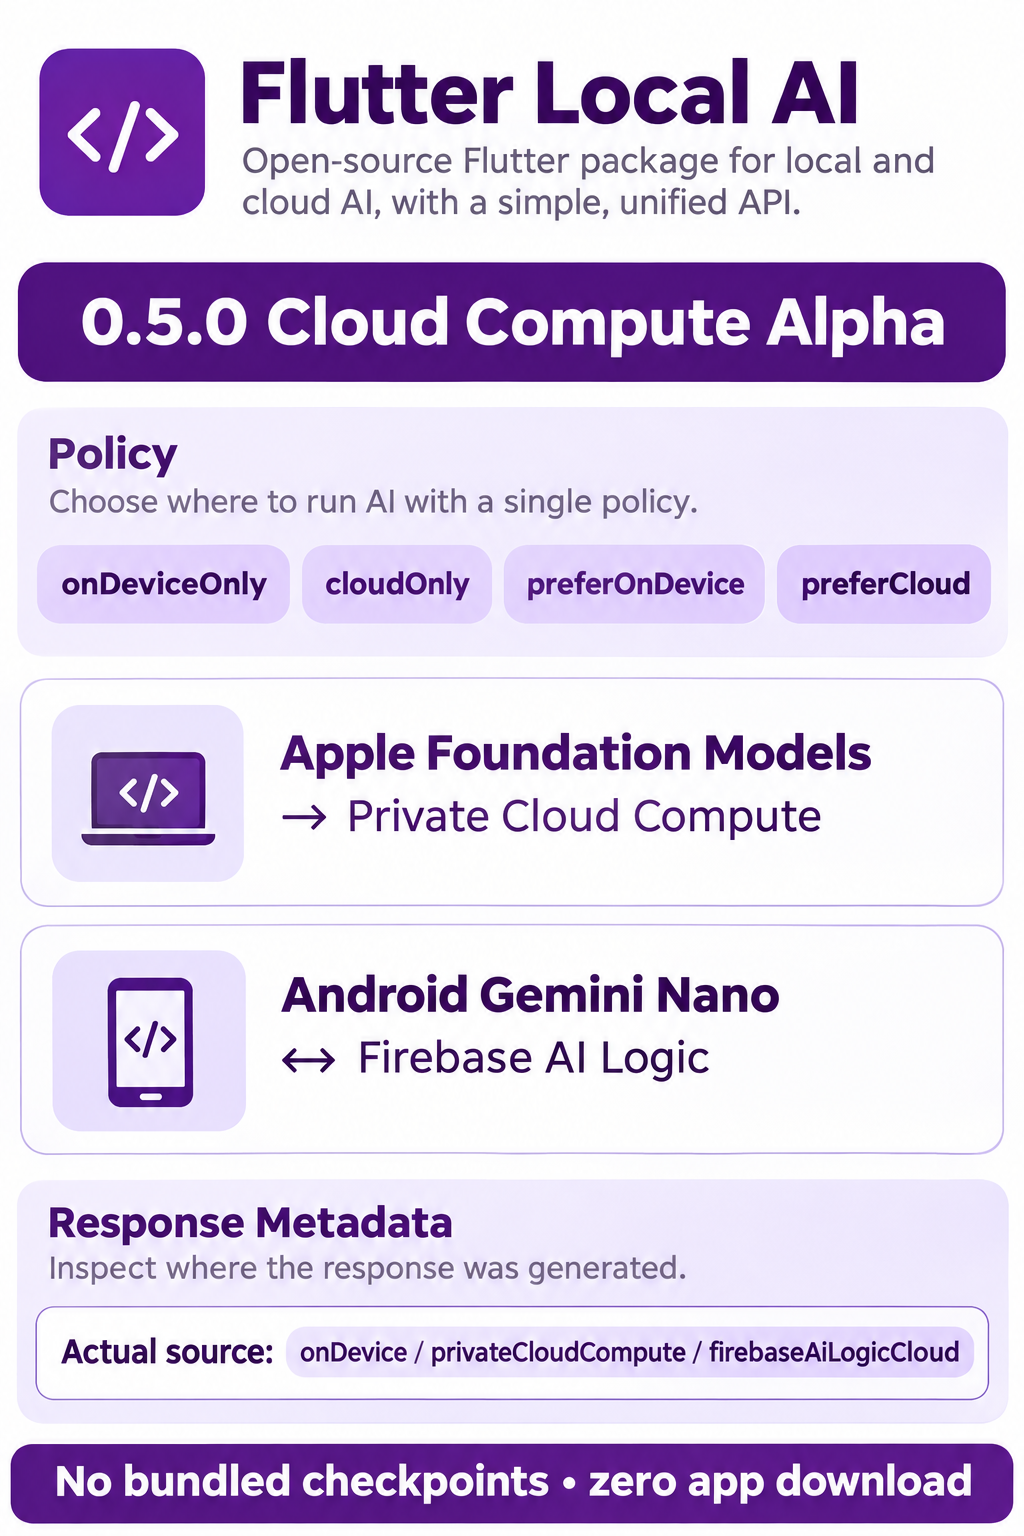 </>
Flutter Local AI
Open-source Flutter package for local and
cloud AI, with a simple, unified API.
0.5.0 Cloud Compute Alpha
Policy
Choose where to run AI with a single policy.
onDeviceOnly cloudOnly preferOnDevice preferCloud
</>
Apple Foundation Models
→ Private Cloud Compute
</>
Android Gemini Nano
↔ Firebase AI Logic
Response Metadata
Inspect where the response was generated.
Actual source: onDevice / privateCloudCompute / firebaseAiLogicCloud
No bundled checkpoints • zero app download